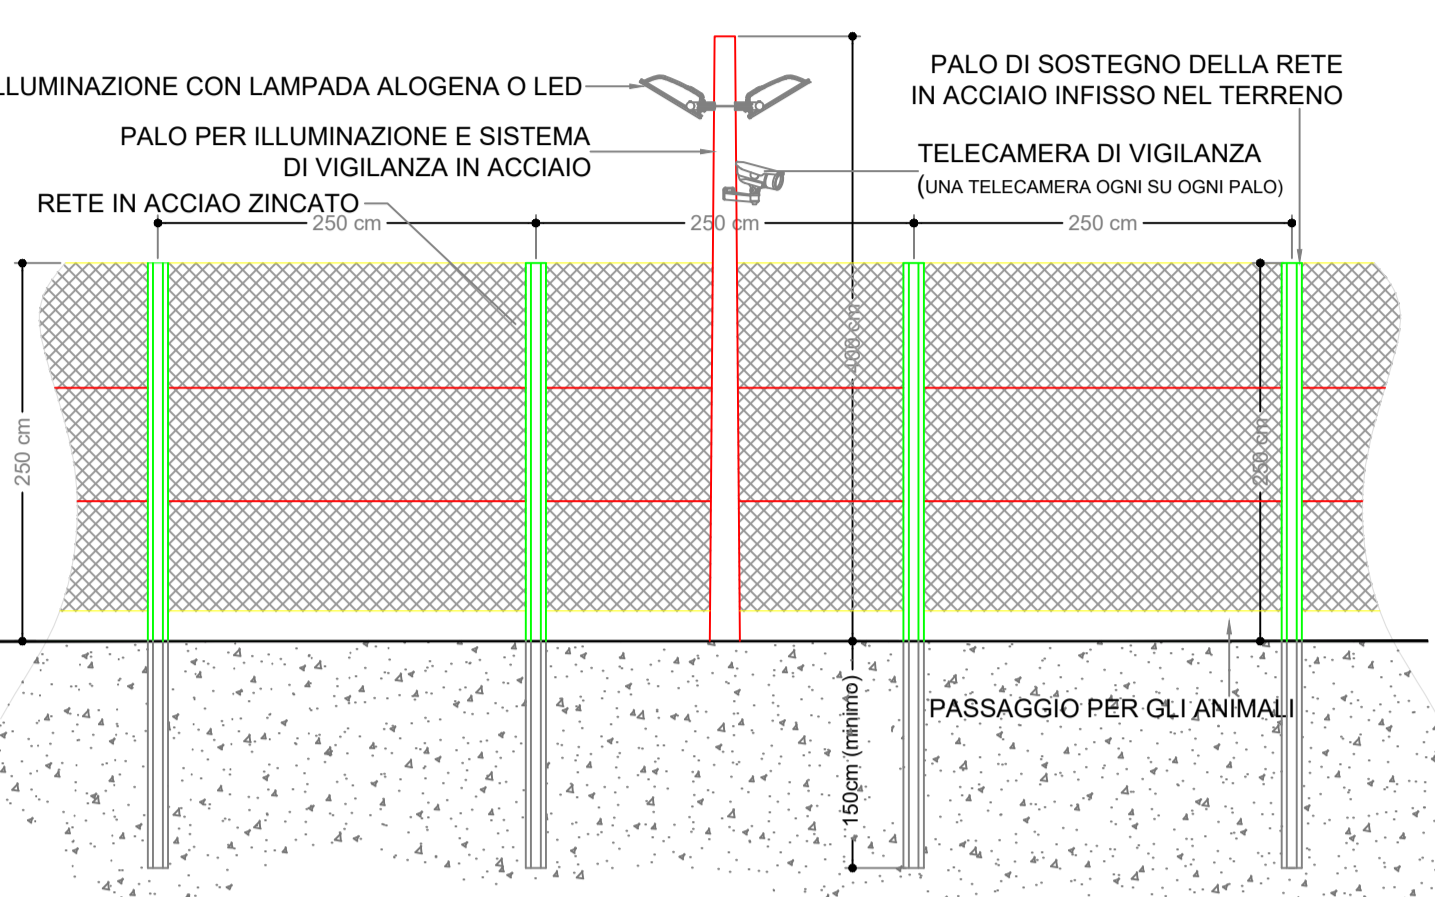 LLUMINAZIONE CON LAMPADA ALOGENA O LED
PALO PER ILLUMINAZIONE E SISTEMA
DI VIGILANZA IN ACCIAIO
RETE IN ACCIAO ZINCATO
PALO DI SOSTEGNO DELLA RETE
IN ACCIAIO INFISSO NEL TERRENO
TELECAMERA DI VIGILANZA
(UNA TELECAMERA OGNI SU OGNI PALO)
250 cm
250 cm
250 cm
250 cm
400 cm
250 cm
150cm (minimo)
PASSAGGIO PER GLI ANIMALI